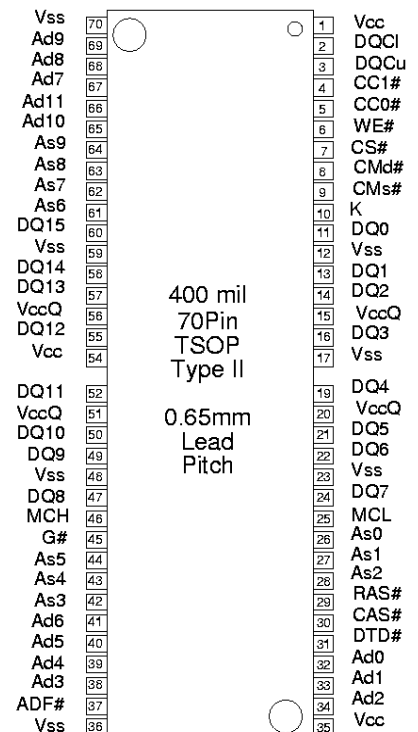 Vss 70 1 Vcc
Ad9 69 2 DQCl
Ad8 68 3 DQCu
Ad7 67 4 CC1#
Ad11 66 5 CC0#
Ad10 65 6 WE#
As9 64 7 CS#
As8 63 8 CMd#
As7 62 9 CMs#
As6 61 10 K
DQ15 60 11 DQ0
Vss 59 12 Vss
DQ14 58 13 DQ1
DQ13 57 14 DQ2
VccQ 56 15 VccQ
DQ12 55 16 DQ3
Vcc 54 17 Vss
400 mil
70Pin
TSOP
Type II
0.65mm
Lead
Pitch
DQ11 52 19 DQ4
VccQ 51 20 VccQ
DQ10 50 21 DQ5
DQ9 49 22 DQ6
Vss 48 23 Vss
DQ8 47 24 DQ7
MCH 46 25 MCL
G# 45 26 As0
As5 44 27 As1
As4 43 28 As2
As3 42 29 RAS#
Ad6 41 30 CAS#
Ad5 40 31 DTD#
Ad4 39 32 Ad0
Ad3 38 33 Ad1
ADF# 37 34 Ad2
Vss 36 35 Vcc